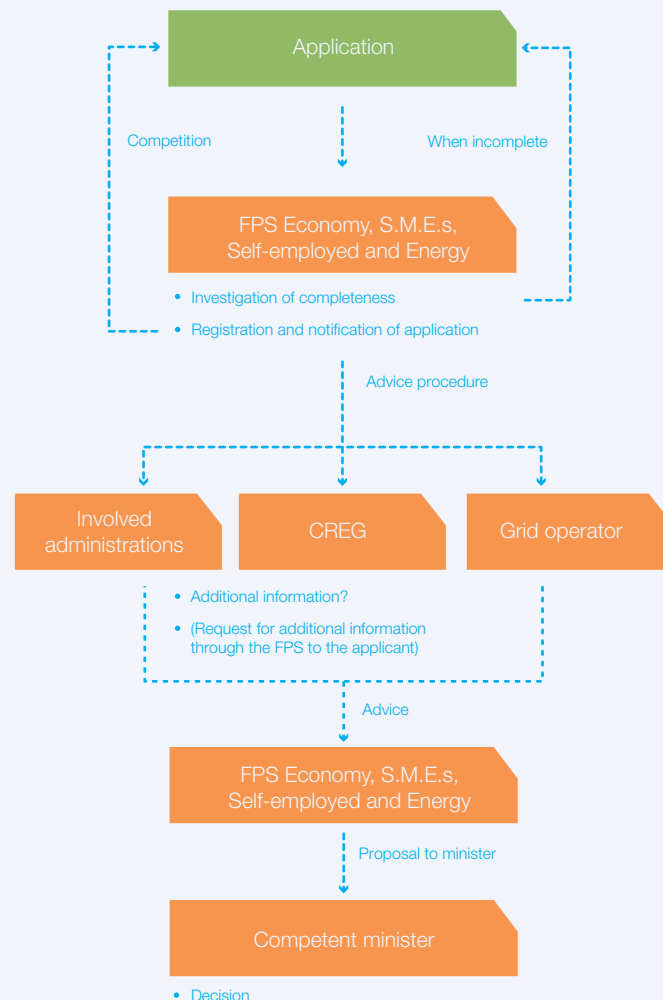 Application
Competition
When incomplete
FPS Economy, S.M.E.s,
Self-employed and Energy
• Investigation of completeness
• Registration and notification of application
Advice procedure
Involved
administrations
CREG
Grid operator
• Additional information?
• (Request for additional information
through the FPS to the applicant)
Advice
FPS Economy, S.M.E.s,
Self-employed and Energy
Proposal to minister
Competent minister
• Decision